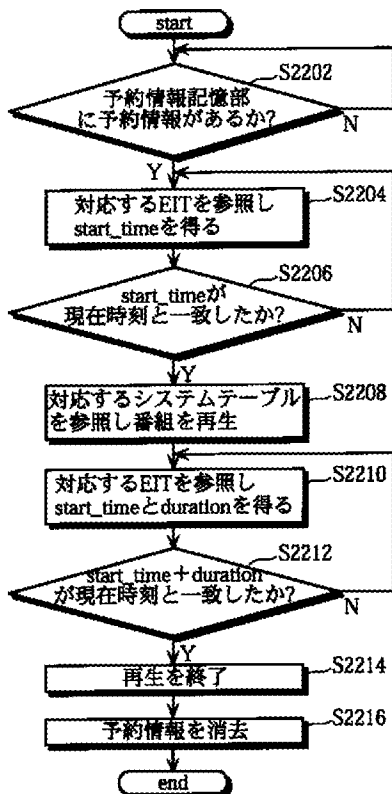 start
S2202
予約情報記憶部
に予約情報があるか?
N
Y
S2204
対応するEITを参照し
start_timeを得る
S2206
start_timeが
現在時刻と一致したか?
N
Y
S2208
対応するシステムテーブル
を参照し番組を再生
S2210
対応するEITを参照し
start_timeとdurationを得る
S2212
start_time+duration
が現在時刻と一致したか?
N
Y
S2214
再生を終了
S2216
予約情報を消去
end